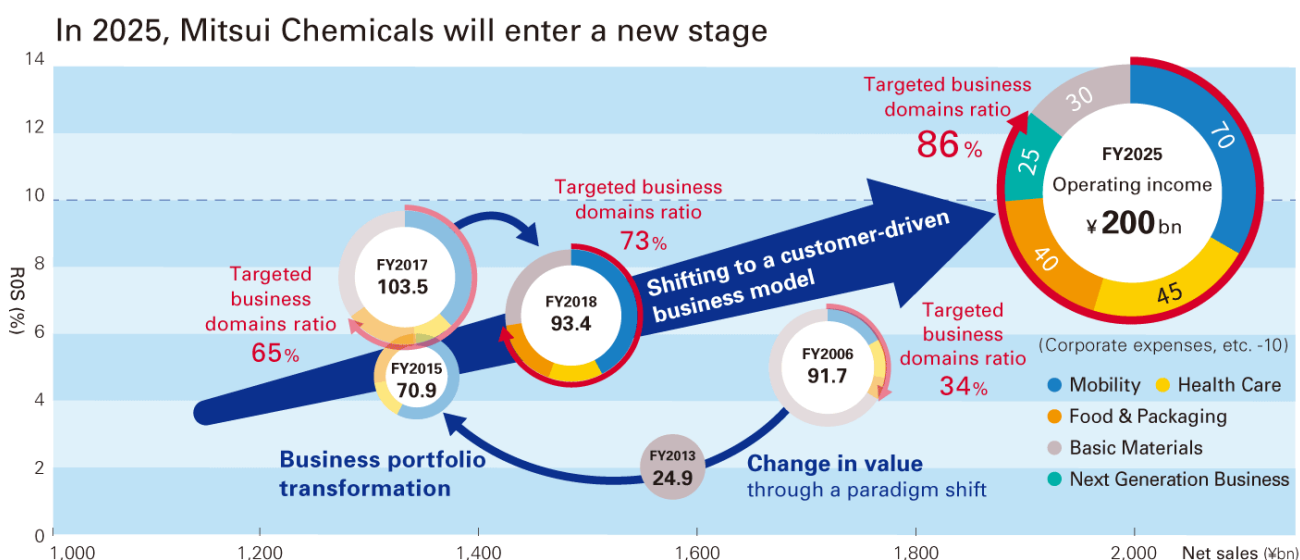 In 2025, Mitsui Chemicals will enter a new stage
14
12
10
8
6
4
2
0
ROS (%)
1,000
1,200
1,400
1,600
1,800
2,000
Net sales (¥bn)
Targeted
business
domains ratio
65%
FY2017
103.5
FY2015
70.9
Targeted business
domains ratio
73%
FY2018
93.4
Shifting to a customer-driven
business model
Business portfolio
transformation
FY2013
24.9
Change in value
through a paradigm shift
FY2006
91.7
Targeted
business
domains ratio
34%
Targeted business
domains ratio
86%
30
70
25
40
45
FY2025
Operating income
¥200bn
(Corporate expenses, etc. -10)
Mobility
Health Care
Food & Packaging
Basic Materials
Next Generation Business